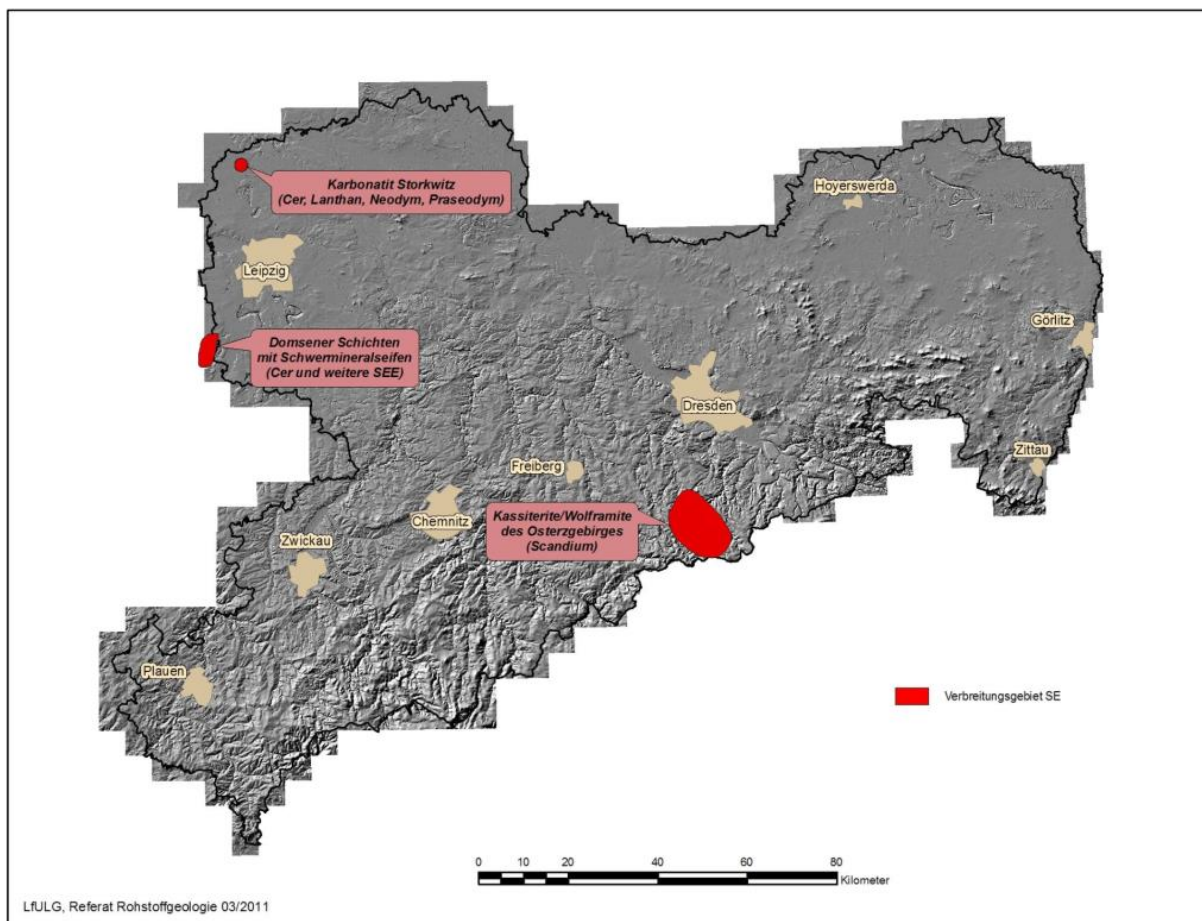 Karbonatit Storkwitz
(Cer, Lanthan, Neodym, Praseodym)
Hoyerswerda
Leipzig
Görlitz
Domsener Schichten
mit Schwermineralseifen
(Cer und weitere SEE)
Dresden
Zittau
Freiberg
Kassiterite/Wolframite
des Osterzgebirges
(Scandium)
Chemnitz
Zwickau
Plauen
Verbreitungsgebiet SE
0 5 10 20 40 60 80
Kilometer
LfULG, Referat Rohstoffgeologie 03/2011